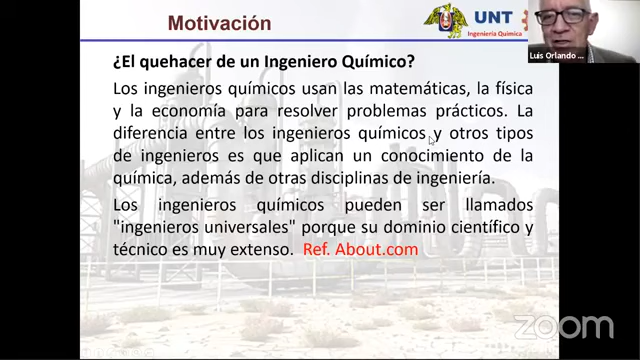 Motivación
UNT
Ingeniería Química
Luis Orlando ...
¿El quehacer de un Ingeniero Químico?
Los ingenieros químicos usan las matemáticas, la física
y la economía para resolver problemas prácticos. La
diferencia entre los ingenieros químicos y otros tipos
de ingenieros es que aplican un conocimiento de la
química, además de otras disciplinas de ingeniería.
Los ingenieros químicos pueden ser llamados
"ingenieros universales" porque su dominio científico y
técnico es muy extenso. Ref. About.com
zoom